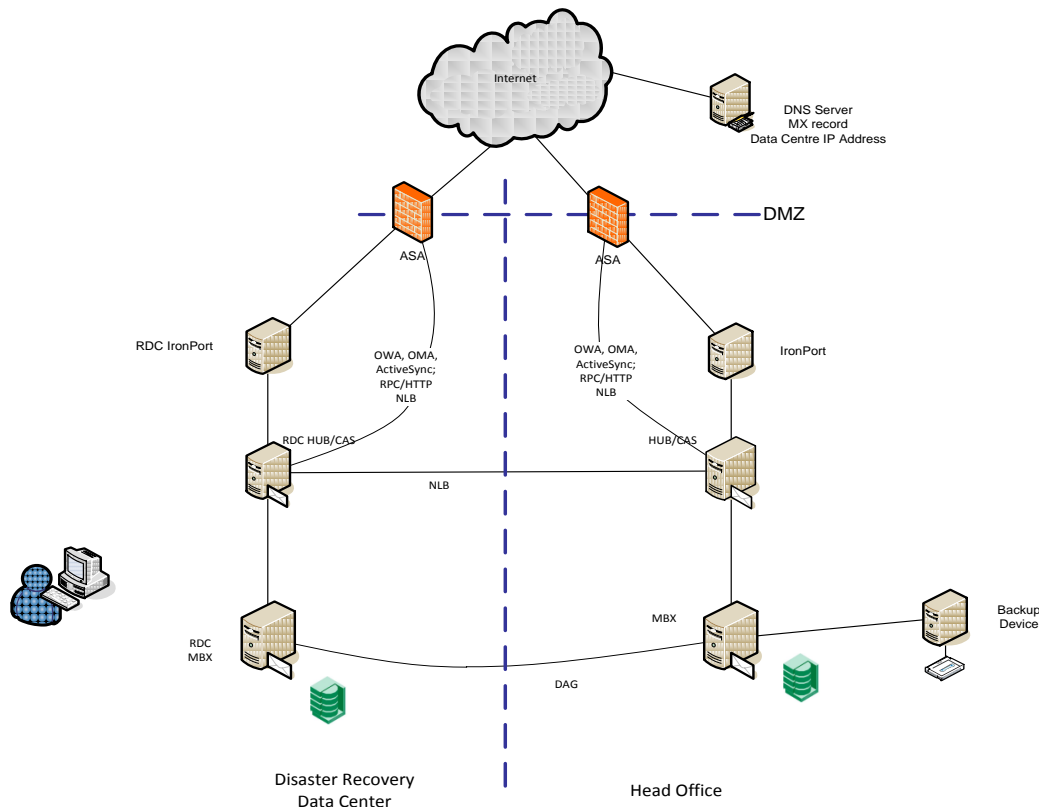 Internet
DNS Server
MX record
Data Centre IP Address
DMZ
ASA
ASA
RDC IronPort
OWA, OMA,
ActiveSync;
RPC/HTTP
NLB
OWA, OMA,
ActiveSync;
RPC/HTTP
NLB
IronPort
RDC HUB/CAS
HUB/CAS
NLB
RDC
MBX
MBX
Backup
Device
DAG
Disaster Recovery
Data Center
Head Office